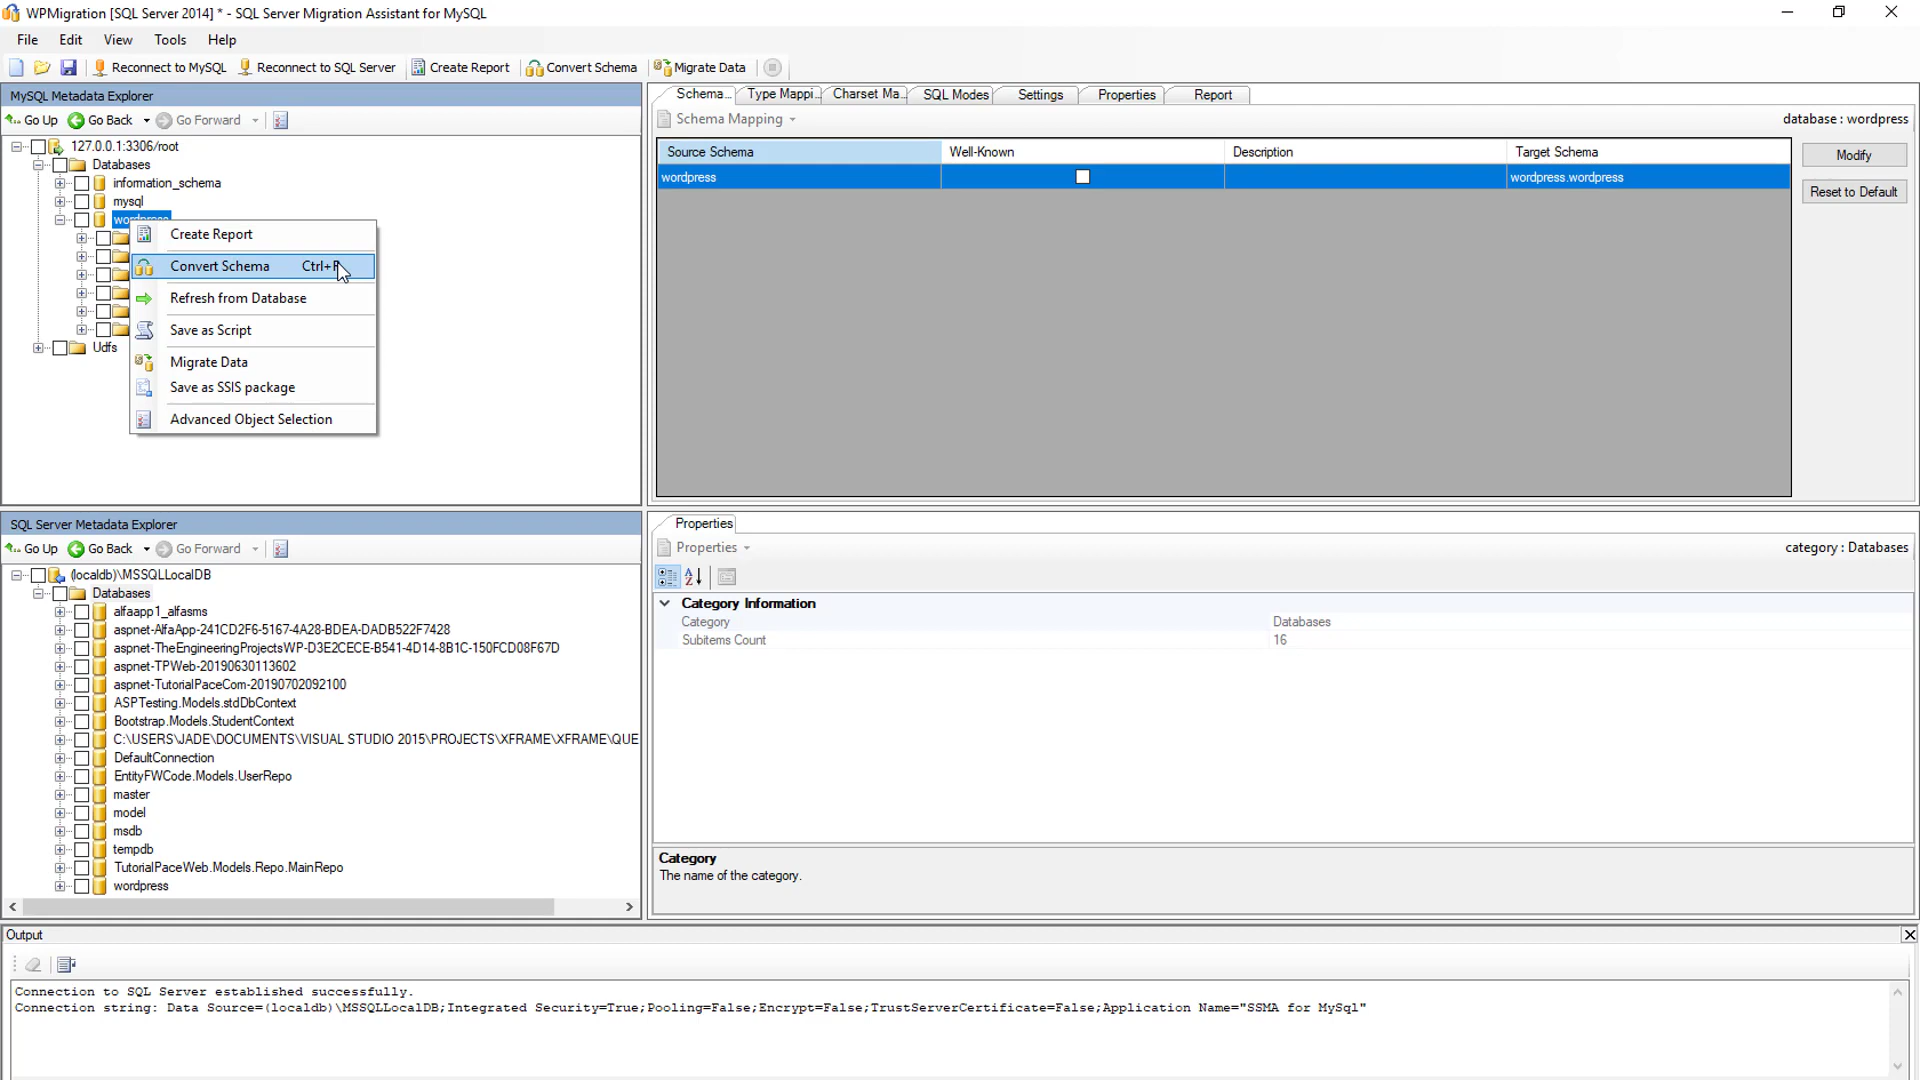 WPMigration [SQL Server 2014] * - SQL Server Migration Assistant for MySQL
File Edit View Tools Help
Reconnect to MySQL Reconnect to SQL Server Create Report Convert Schema Migrate Data
MySQL Metadata Explorer
Go Up Go Back Go Forward
127.0.0.1:3306/root
Databases
information_schema
mysql
wordpress
Udfs
Create Report
Convert Schema Ctrl+
Refresh from Database
Save as Script
Migrate Data
Save as SSIS package
Advanced Object Selection
Schema... Type Mappi... Charset Ma... SQL Modes Settings Properties Report
Schema Mapping database : wordpress
Source Schema Well-Known Description Target Schema
wordpress wordpress.wordpress
Modify
Reset to Default
SQL Server Metadata Explorer
Go Up Go Back Go Forward
(localdb)\MSSQLLocalDB
Databases
alfaapp1_alfasms
aspnet-AlfaApp-241CD2F6-5167-4A28-BDEA-DADB522F7428
aspnet-TheEngineeringProjectsWP-D3E2CECE-B541-4D14-8B1C-150FCD08F67D
aspnet-TPWeb-20190630113602
aspnet-TutorialPaceCom-20190702092100
ASPTesting.Models.stdDbContext
Bootstrap.Models.StudentContext
C:\USERS\JADE\DOCUMENTS\VISUAL STUDIO 2015\PROJECTS\XFRAME\XFRAME\QUE
DefaultConnection
EntityFWCode.Models.UserRepo
master
model
msdb
tempdb
TutorialPaceWeb.Models.Repo.MainRepo
wordpress
Properties
Properties category : Databases
Category Information
Category Databases
Subitems Count 16
Category
The name of the category.
Output
Connection to SQL Server established successfully.
Connection string: Data Source=(localdb)\MSSQLLocalDB;Integrated Security=True;Pooling=False;Encrypt=False;TrustServerCertificate=False;Application Name="SSMA for MySql"